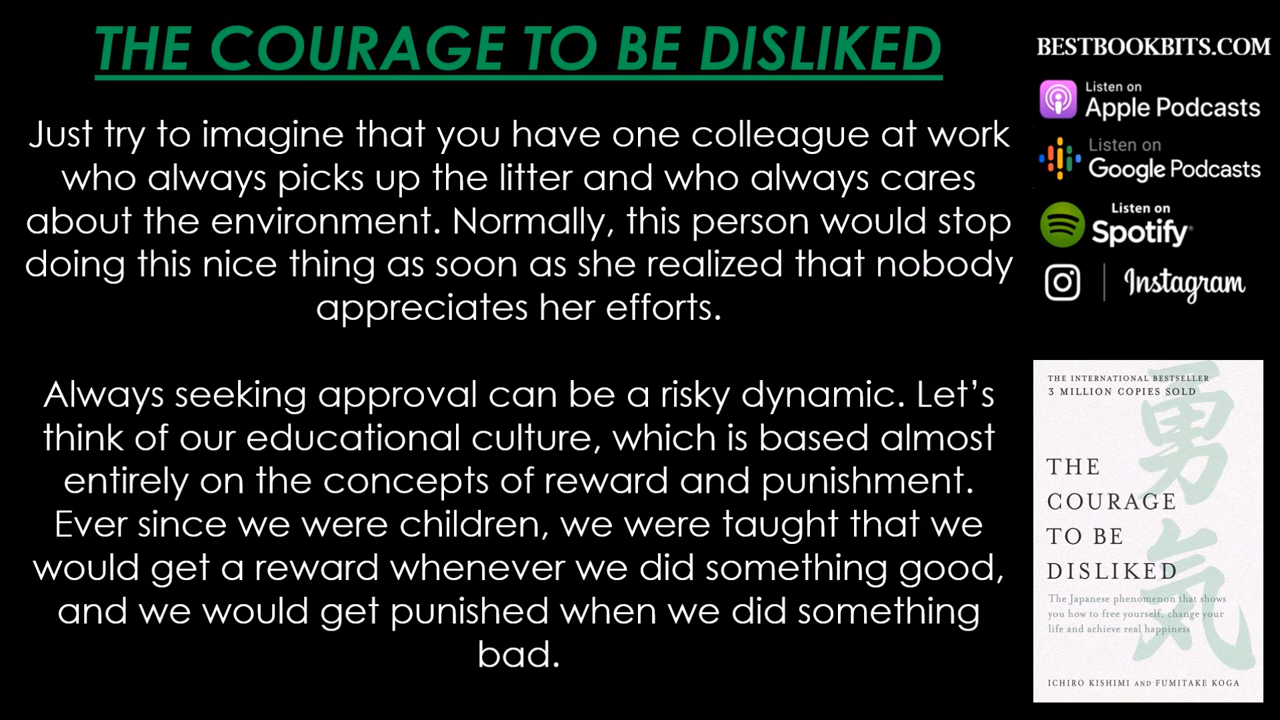 THE COURAGE TO BE DISLIKED
Just try to imagine that you have one colleague at work
who always picks up the litter and who always cares
about the environment. Normally, this person would stop
doing this nice thing as soon as she realized that nobody
appreciates her efforts.
Always seeking approval can be a risky dynamic. Let’s
think of our educational culture, which is based almost
entirely on the concepts of reward and punishment.
Ever since we were children, we were taught that we
would get a reward whenever we did something good,
and we would get punished when we did something
bad.
BESTBOOKBITS.COM
Listen on
Apple Podcasts
Listen on
Google Podcasts
Listen on
Spotify
Instagram
THE INTERNATIONAL BESTSELLER
3 MILLION COPIES SOLD
勇気
THE
COURAGE
TO BE
DISLIKED
The Japanese phenomenon that shows
you how to free yourself, change your
life and achieve real happiness
ICHIRO KISHIMI AND FUMITAKE KOGA